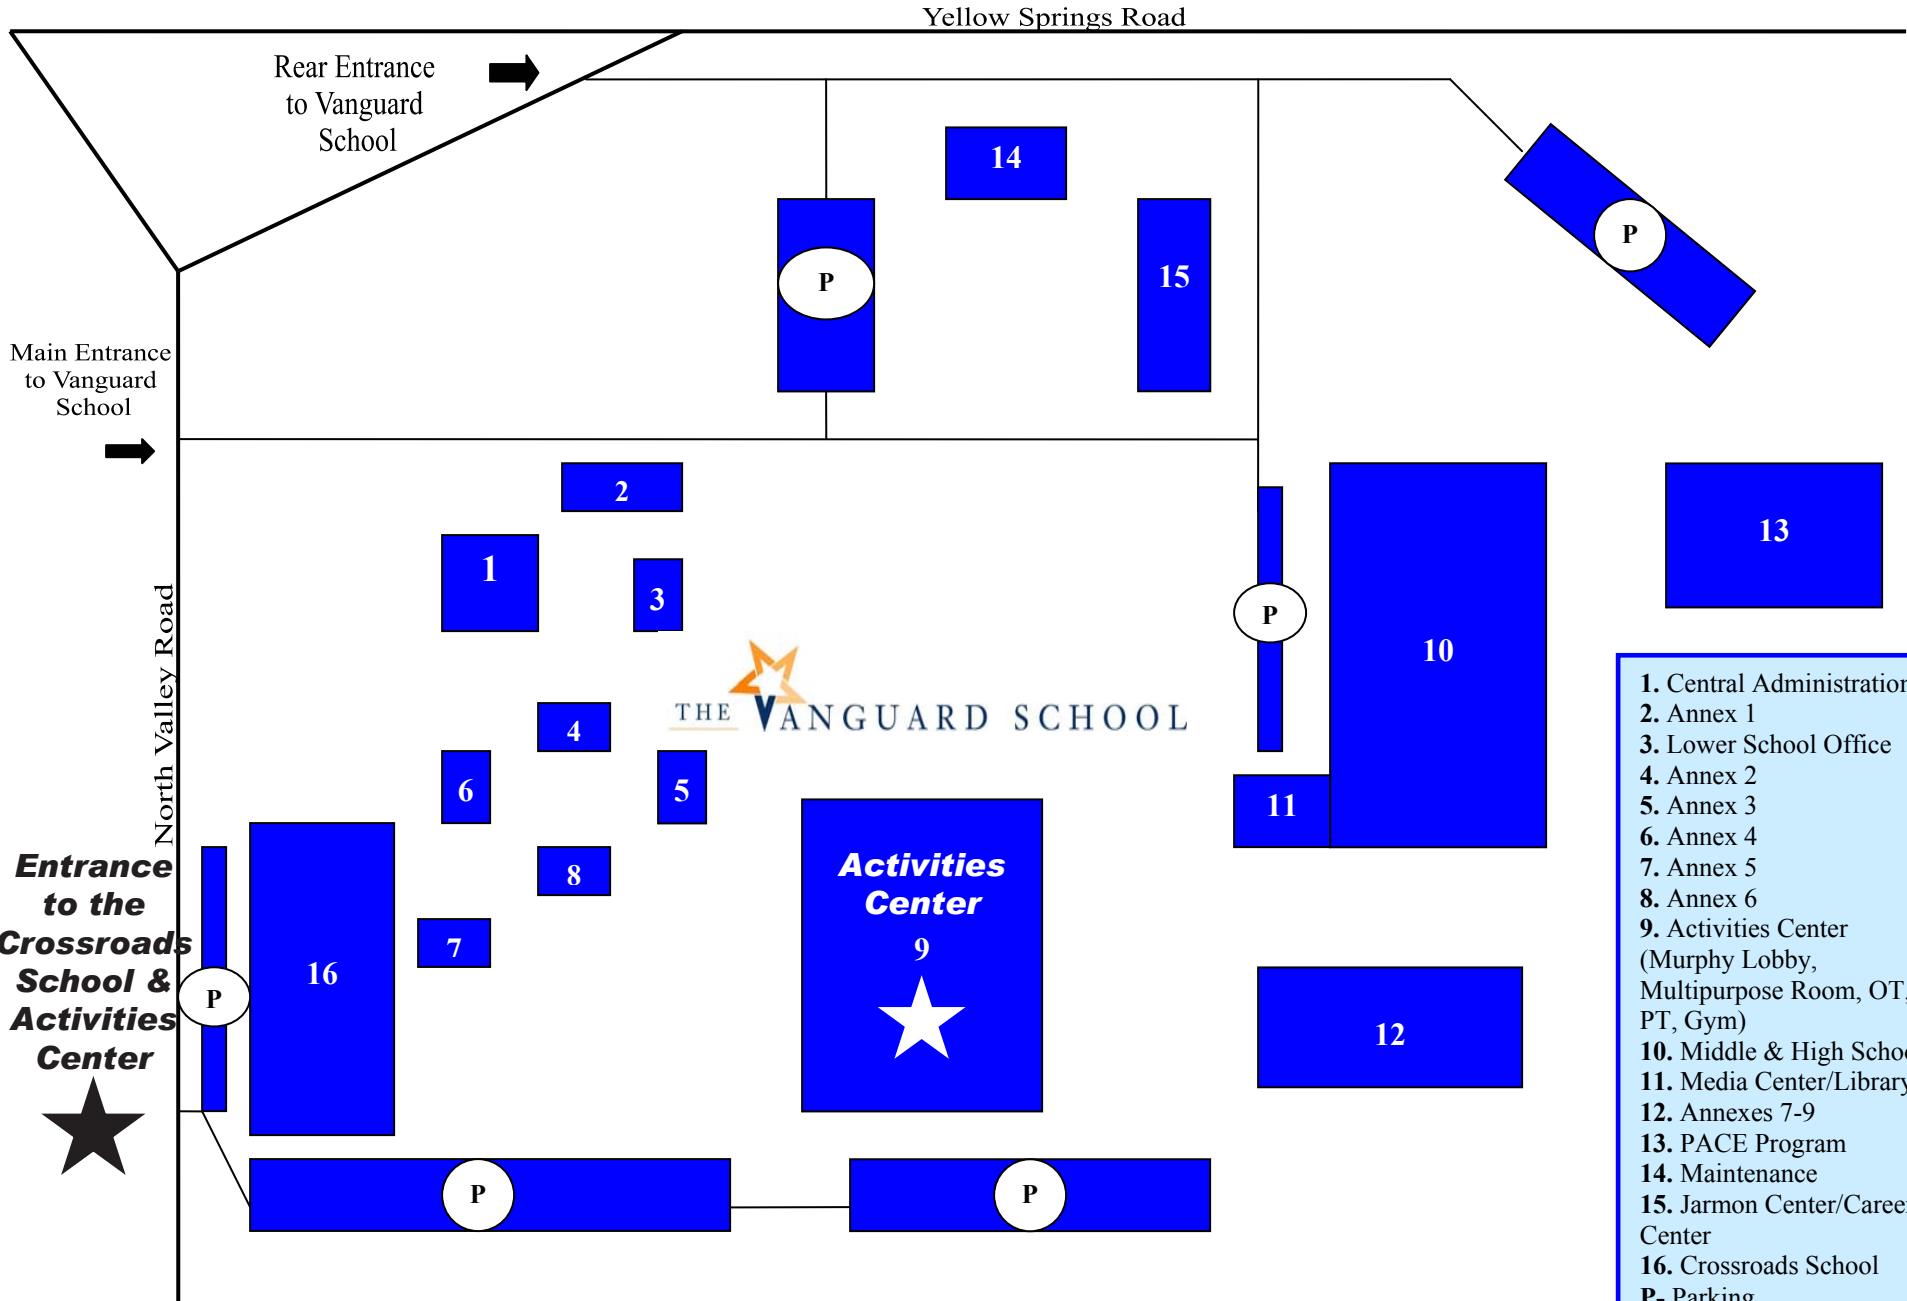 Yellow Springs Road
Rear Entrance
to Vanguard
School
14
P
15
P
Main Entrance
to Vanguard
School
2
1
3
13
P
10
North Valley Road
THE VANGUARD SCHOOL
4
6
5
11
8
7
16
Activities
Center
9
12
Entrance
to the
Crossroads
School &
Activities
Center
P
P
P
1. Central Administration
2. Annex 1
3. Lower School Office
4. Annex 2
5. Annex 3
6. Annex 4
7. Annex 5
8. Annex 6
9. Activities Center
(Murphy Lobby,
Multipurpose Room, OT,
PT, Gym)
10. Middle & High Schoo
11. Media Center/Library
12. Annexes 7-9
13. PACE Program
14. Maintenance
15. Jarmon Center/Career
Center
16. Crossroads School
P- Parking